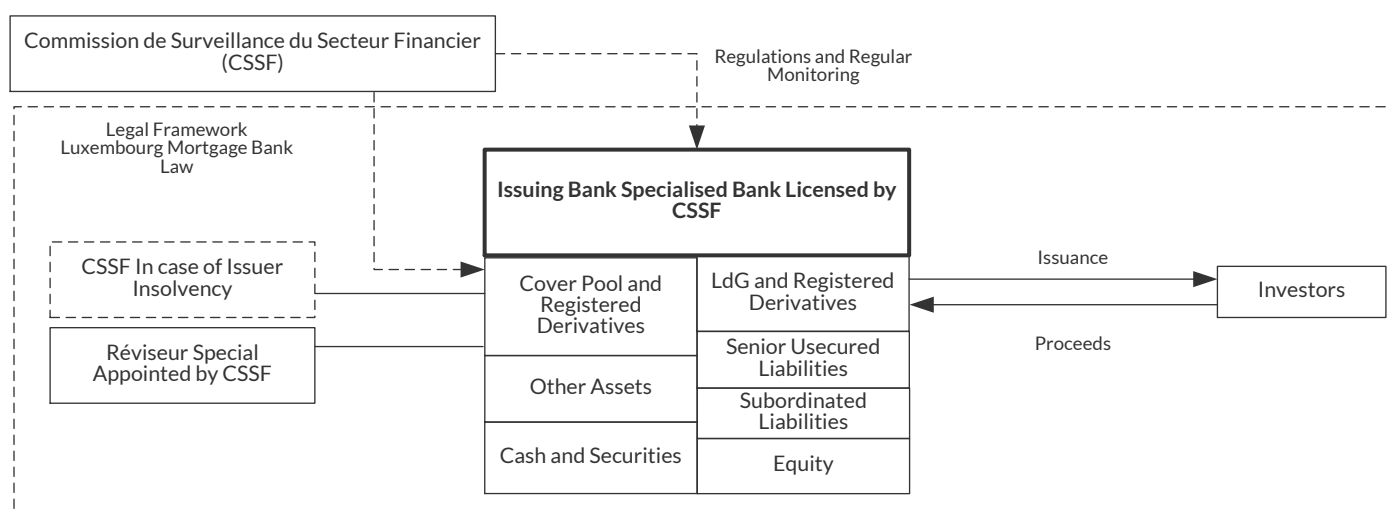 Commission de Surveillance du Secteur Financier
(CSSF)
Regulations and Regular
Monitoring
Legal Framework
Luxembourg Mortgage Bank
Law
Issuing Bank Specialised Bank Licensed by
CSSF
CSSF In case of Issuer
Insolvency
Réviseur Special
Appointed by CSSF
Cover Pool and
Registered
Derivatives
Other Assets
Cash and Securities
LdG and Registered
Derivatives
Senior Usecured
Liabilities
Subordinated
Liabilities
Equity
Issuance
Proceeds
Investors